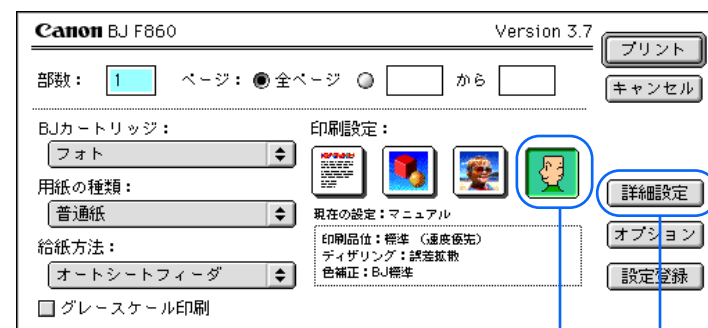 Canon BJ F860 Version 3.7
プリント
部数： 1 ページ： 全ページ から
キャンセル
BJカートリッジ：
フォト
用紙の種類：
普通紙
給紙方法：
オートシートフィーダ
グレースケール印刷
印刷設定：
現在の設定：マニュアル
印刷品位：標準 （速度優先）
ディザリング：誤差拡散
色補正：BJ標準
詳細設定
オプション
設定登録